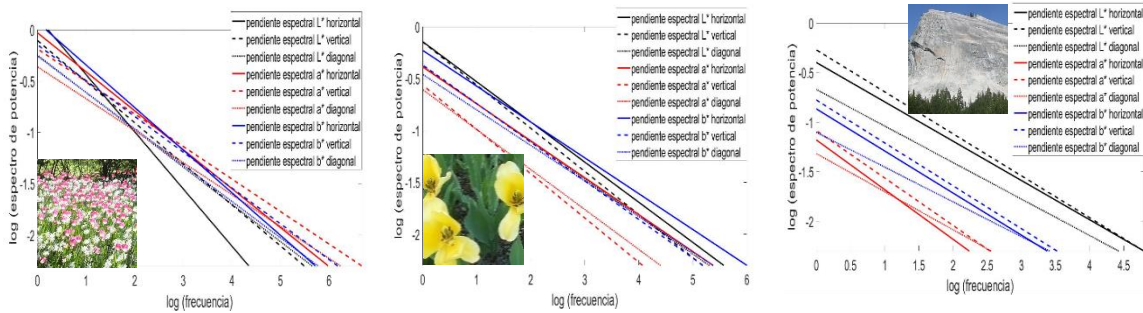 pendiente espectral L* horizontal
pendiente espectral L* vertical
pendiente espectral L* diagonal
pendiente espectral a* horizontal
pendiente espectral a* vertical
pendiente espectral a* diagonal
pendiente espectral b* horizontal
pendiente espectral b* vertical
pendiente espectral b* diagonal
log (espectro de potencia)
0
-0.5
-1
-1.5
-2
0 1 2 3 4 5 6
log (frecuencia)
pendiente espectral L* horizontal
pendiente espectral L* vertical
pendiente espectral L* diagonal
pendiente espectral a* horizontal
pendiente espectral a* vertical
pendiente espectral a* diagonal
pendiente espectral b* horizontal
pendiente espectral b* vertical
pendiente espectral b* diagonal
log (espectro de potencia)
0
-0.5
-1
-1.5
-2
0 1 2 3 4 5 6
log (frecuencia)
pendiente espectral L* horizontal
pendiente espectral L* vertical
pendiente espectral L* diagonal
pendiente espectral a* horizontal
pendiente espectral a* vertical
pendiente espectral a* diagonal
pendiente espectral b* horizontal
pendiente espectral b* vertical
pendiente espectral b* diagonal
log (espectro de potencia)
0
-0.5
-1
-1.5
-2
0 0.5 1 1.5 2 2.5 3 3.5 4 4.5
log (frecuencia)